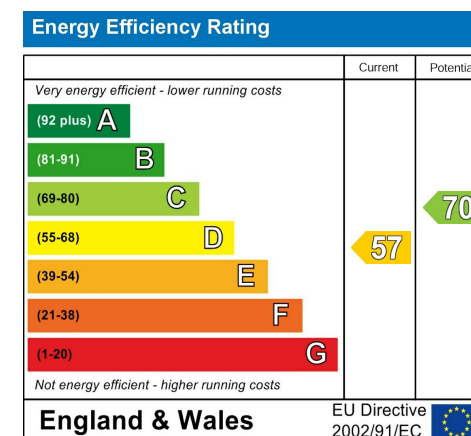 Energy Efficiency Rating
Current Potentia
Very energy efficient - lower running costs
(92 plus) A
(81-91) B
(69-80) C
70
(55-68) D
57
(39-54) E
(21-38) F
(1-20) G
Not energy efficient - higher running costs
England & Wales
EU Directive
2002/91/EC